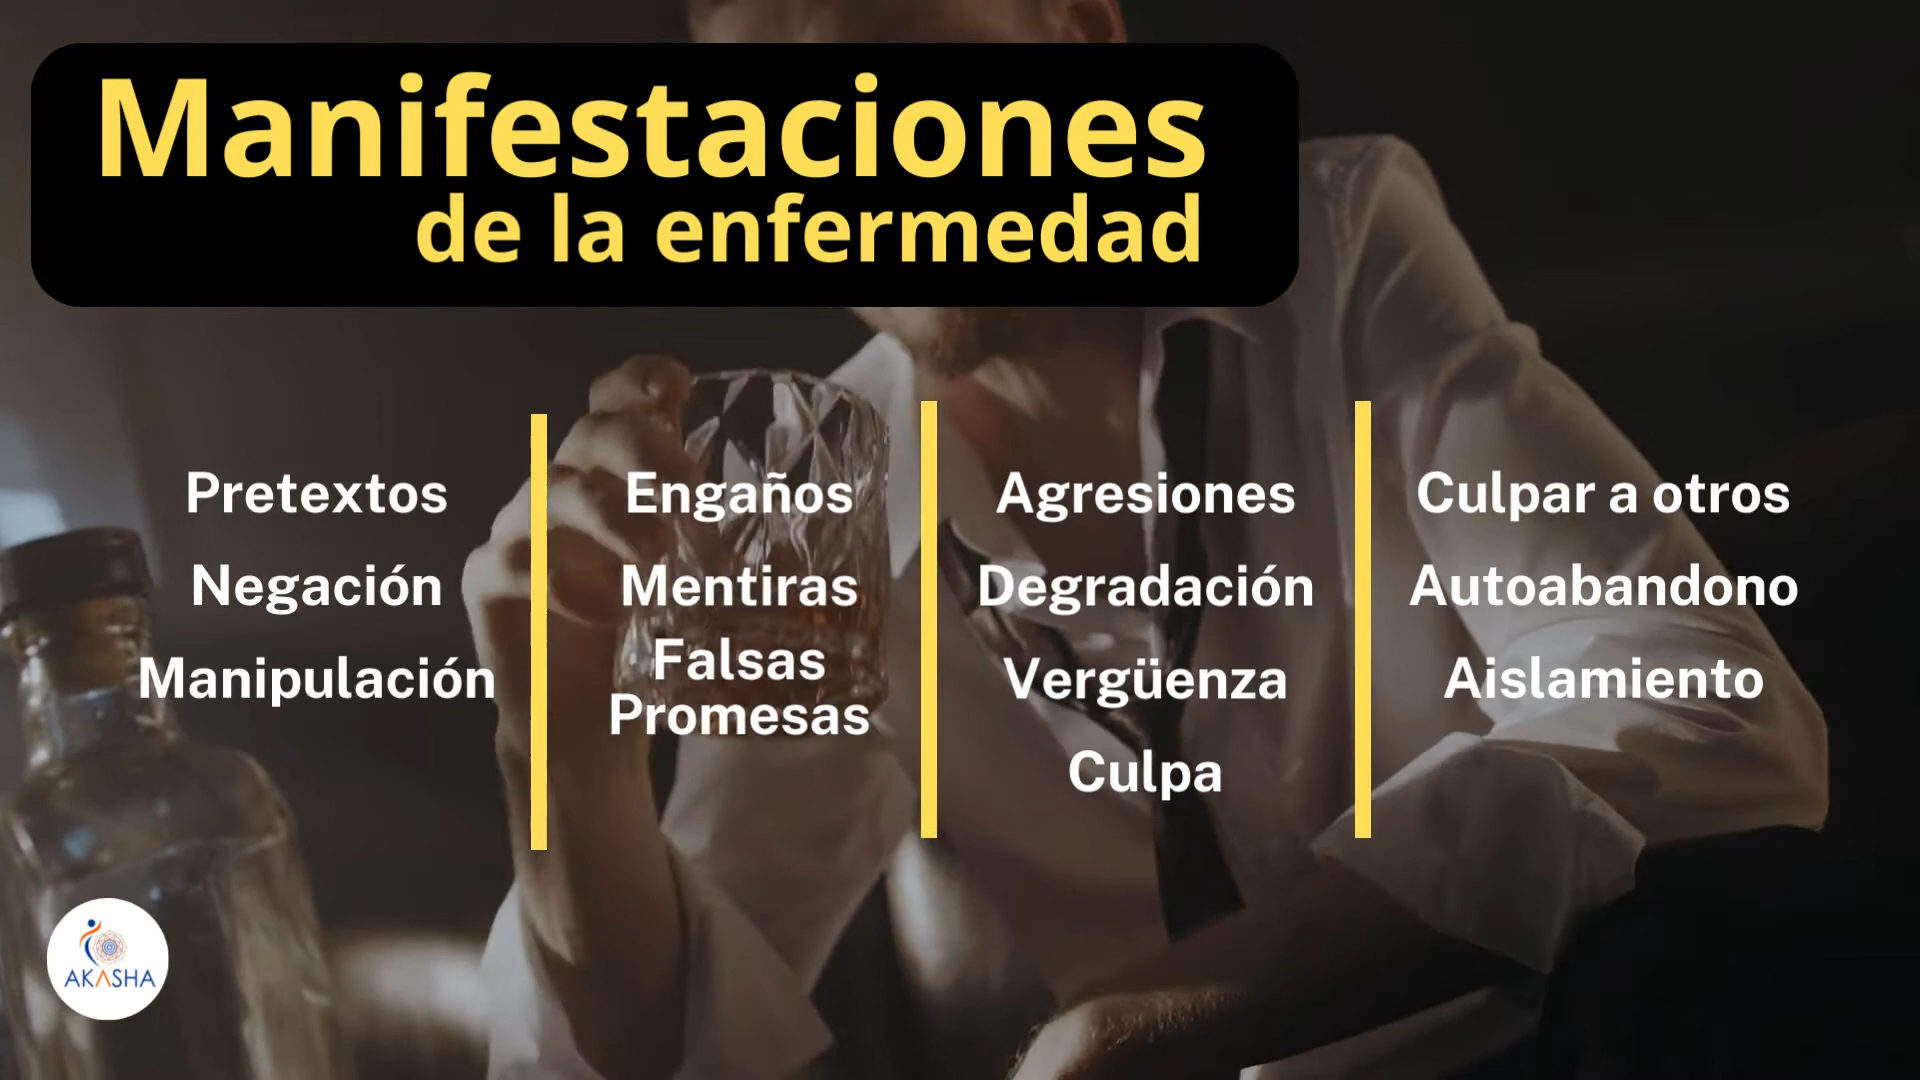 Manifestaciones
de la enfermedad
Pretextos
Negación
Manipulación
Engaños
Mentiras
Falsas
Promesas
Agresiones
Degradación
Vergüenza
Culpa
Culpar a otros
Autoabandono
Aislamiento
AKASHA